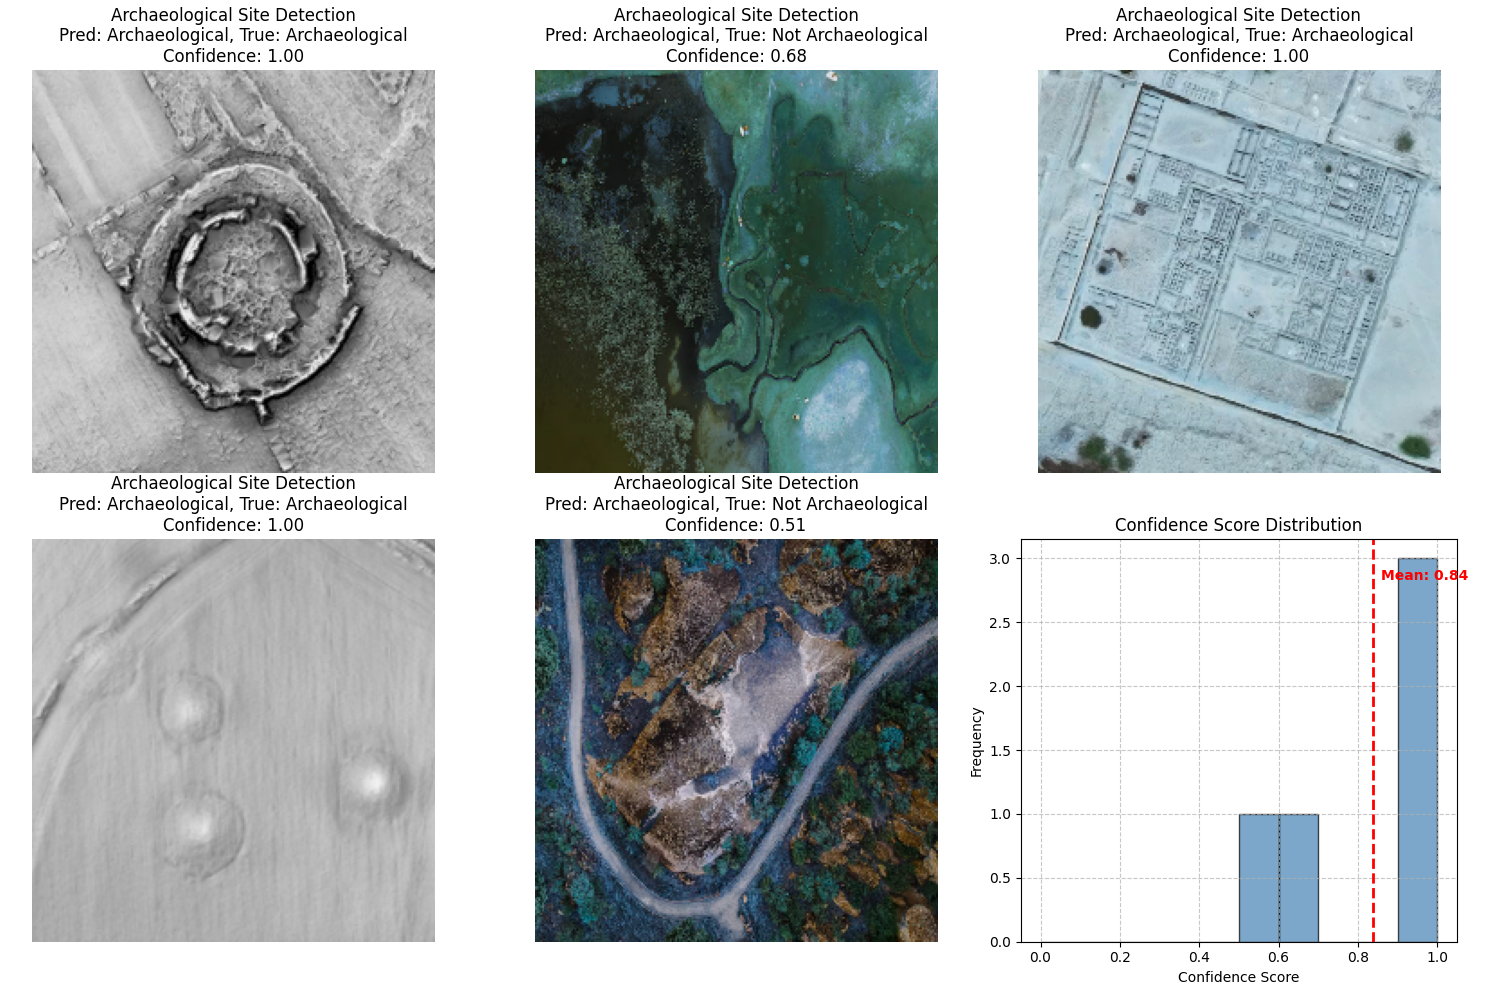 Archaeological Site Detection
Pred: Archaeological, True: Archaeological
Confidence: 1.00
Archaeological Site Detection
Pred: Archaeological, True: Not Archaeological
Confidence: 0.68
Archaeological Site Detection
Pred: Archaeological, True: Archaeological
Confidence: 1.00
Archaeological Site Detection
Pred: Archaeological, True: Archaeological
Confidence: 1.00
Archaeological Site Detection
Pred: Archaeological, True: Not Archaeological
Confidence: 0.51
Confidence Score Distribution
Mean: 0.84
Frequency
3.0
2.5
2.0
1.5
1.0
0.5
0.0
0.0 0.2 0.4 0.6 0.8 1.0
Confidence Score